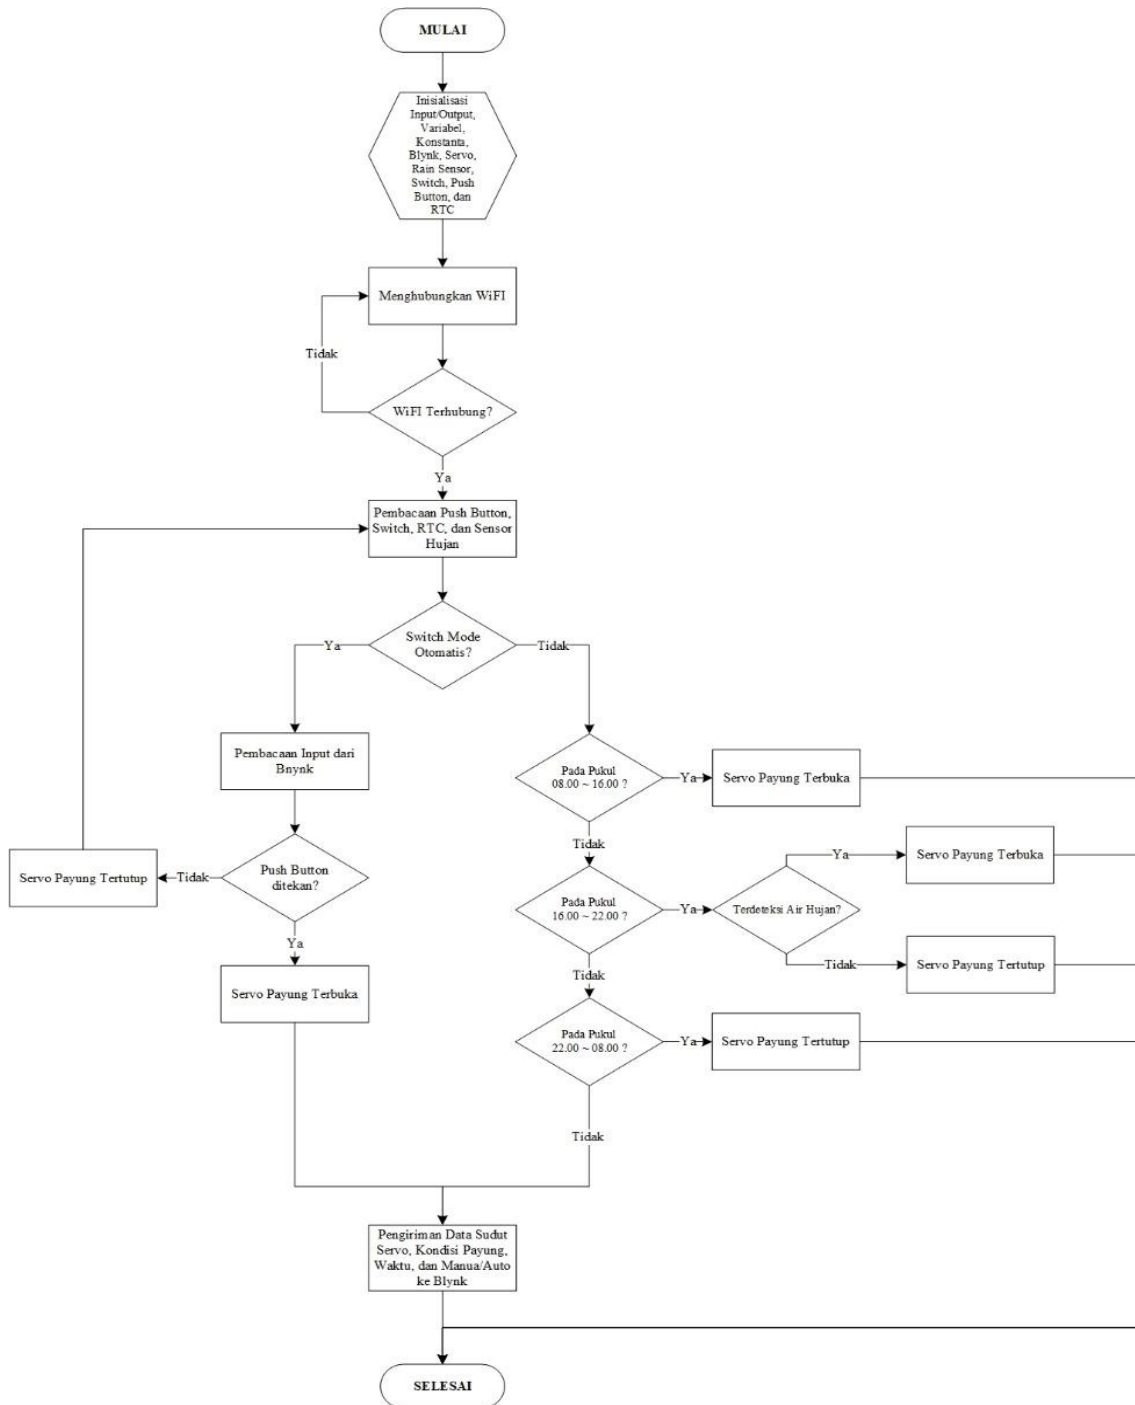 MULAI
Inisialisasi
Input/Output,
Variabel,
Konstanta,
Blynk, Servo,
Rain Sensor,
Switch, Push
Button, dan
RTC
Menghubungkan WiFI
Tidak
WiFI Terhubung?
Ya
Pembacaan Push Button,
Switch, RTC, dan Sensor
Hujan
Ya
Switch Mode
Otomatis?
Tidak
Pembacaan Input dari
Bnynk
Pada Pukul
08.00 ~ 16.00 ?
Ya
Servo Payung Terbuka
Tidak
Servo Payung Tertutup
Tidak
Push Button
ditekan?
Ya
Servo Payung Terbuka
Pada Pukul
16.00 ~ 22.00 ?
Ya
Terdeteksi Air Hujan?
Ya
Servo Payung Terbuka
Tidak
Servo Payung Tertutup
Tidak
Pada Pukul
22.00 ~ 08.00 ?
Ya
Servo Payung Tertutup
Tidak
Pengiriman Data Sudut
Servo, Kondisi Payung,
Waktu, dan Manua/Auto
ke Blynk
SELESAI